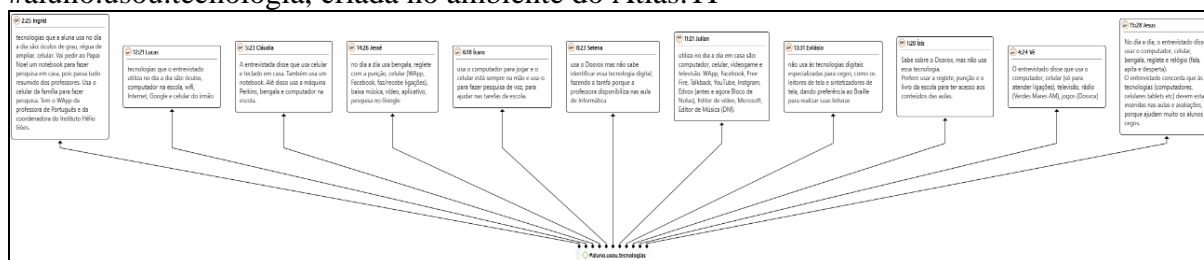 #aluno.usou.tecnologia, criada no ambiente do Atlas.TI
2:25 Ingrid
tecnologias que a aluna usa no dia
a dia são: óculos de grau, régua de
ampliar, celular. Vai pedir ao Papai
Noel um notebook para fazer
pesquisa em casa, pois passa tudo
resumido dos professores. Usa o
celular da família para fazer
pesquisa. Tem o WApp da
professora de Português e da
coordenadora do Instituto Hélio
Góes.
12:21 Lucas
tecnologias que o entrevistado
utiliza no dia a dia são: óculos,
computador na escola, wifi,
Internet, Google e celular do irmão
5:23 Cláudia
A entrevistada disse que usa celular
e teclado em casa. Também usa um
notebook. Alé disso usa a máquina
Perkins, bengala e computador na
escola.
14:26 Jessé
no dia a dia usa bengala, reglete
com a punção, celular (WApp,
Facebook, faz/recebe ligações),
baixa música, vídeo, aplicativo,
pesquisa no Google
6:18 Ícaro
usa o computador para jogar e o
celular está sempre na mão e usa o
para fazer pesquisa de voz, para
ajudar nas tarefas da escola.
8:23 Selena
usa o Dosvox mas não sabe
identificar essa tecnologia digital,
fazendo a tarefa porque a
professora disponibiliza nas aula
de Informática
11:21 Julian
utiliza no dia a dia em casa são:
computador, celular, videogame e
televisão. WApp, Facebook, Free
Fire, Talkback, YouTube, Instagram,
Edvox (antes e agora Bloco de
Notas), Editor de vídeo, Microsoft,
Editor de Música (DM).
13:31 Estásio
não usa às tecnologias digitais
especializadas para cegos, como os
leitores de tela e sintetizadores de
tela, dando preferência ao Braille
para realizar suas leituras
1:20 Ísis
Sabe sobre o Dosvox, mas não usa
essa tecnologia.
Prefere usar a reglete, punção e o
livro da escola para ter acesso aos
conteúdos das aulas.
4:24 Vé
O entrevistado disse que usa o
computador, celular (só para
atender ligações), televisão, rádio
(Verdes Mares AM), jogos (Dosvox)
15:28 Jesus
No dia a dia, o entrevistado disse
usar o computador, celular,
bengala, reglete e relógio (fala,
apita e desperta).
O entrevistado concorda que às
tecnologias (computadores,
celulares tablets etc) devem estar
inseridas nas aulas e avaliações,
porque ajudam muito os alunos
cegos.
#aluno.usou.tecnologias